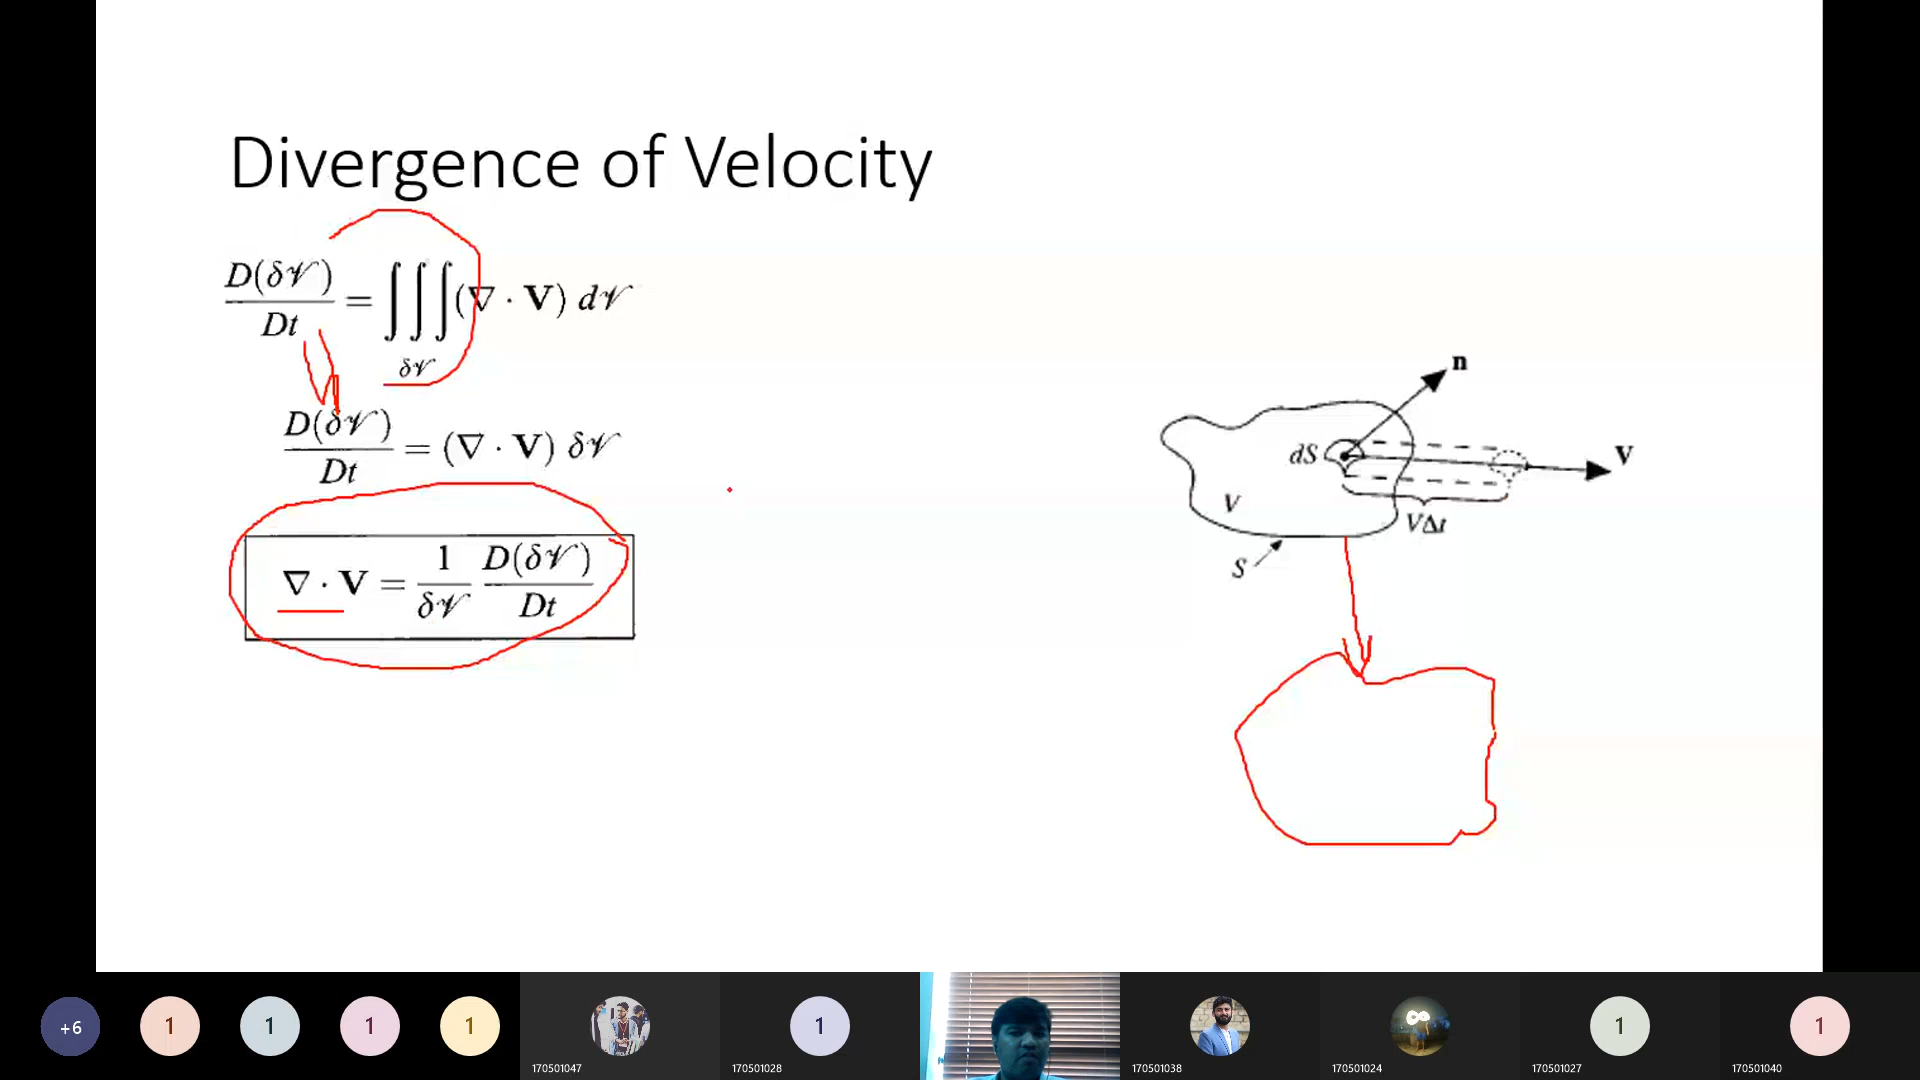 Divergence of Velocity
D(δ𝒱)/Dt = ∭_δ𝒱 (∇ · V) d𝒱
D(δ𝒱)/Dt = (∇ · V) δ𝒱
∇ · V = 1/δ𝒱 D(δ𝒱)/Dt
n
dS
V
V
VΔt
S
+6
1
1
1
1
1
1
1
170501047
170501028
170501038
170501024
170501027
170501040